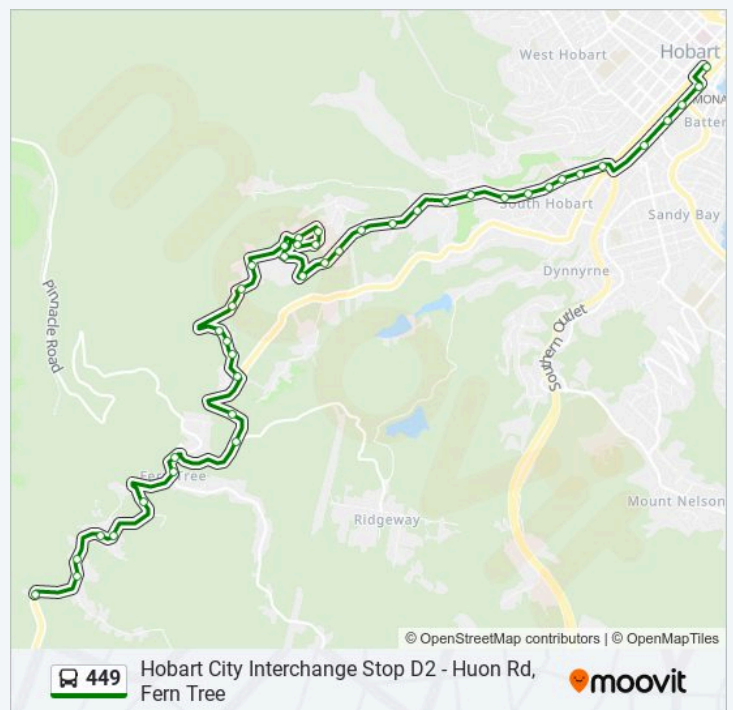 West Hobart
Hobart
MONA
Batter
South Hobart
Sandy Bay
Dynnyrne
Pinnacle Road
Southern Outlet
Fern Tree
Mount Nelson
Ridgeway
© OpenStreetMap contributors | © OpenMapTiles
449
Hobart City Interchange Stop D2 - Huon Rd,
Fern Tree
moovit